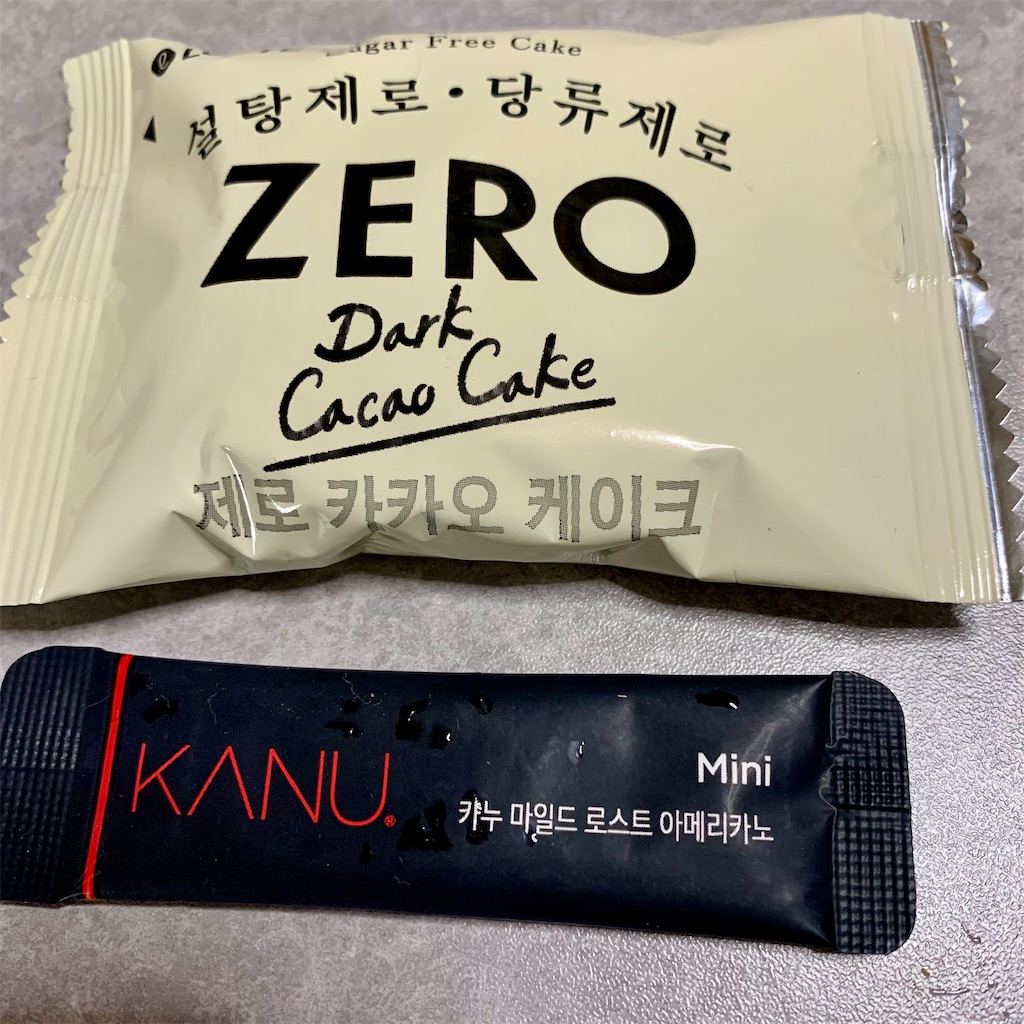 Sugar Free Cake
설탕제로·당류제로
ZERO
Dark
Cacao Cake
제로 카카오 케이크
KANU®
Mini
카누 마일드 로스트 아메리카노